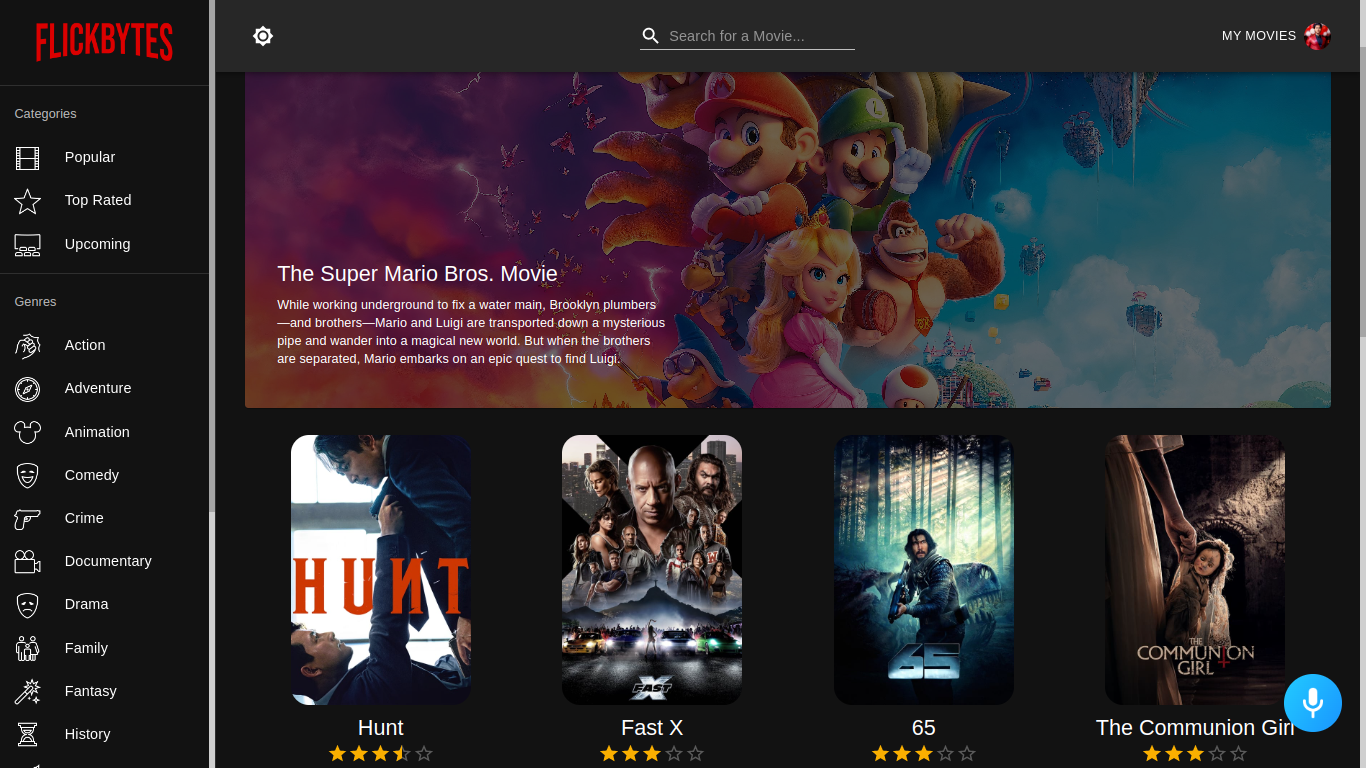 FLICKBYTES
Search for a Movie...
MY MOVIES
Categories
Popular
Top Rated
Upcoming
Genres
Action
Adventure
Animation
Comedy
Crime
Documentary
Drama
Family
Fantasy
History
The Super Mario Bros. Movie
While working underground to fix a water main, Brooklyn plumbers
—and brothers—Mario and Luigi are transported down a mysterious
pipe and wander into a magical new world. But when the brothers
are separated, Mario embarks on an epic quest to find Luigi.
HUNT
FAST X
65
THE
COMMUNION
GIRL
Hunt
Fast X
65
The Communion Girl